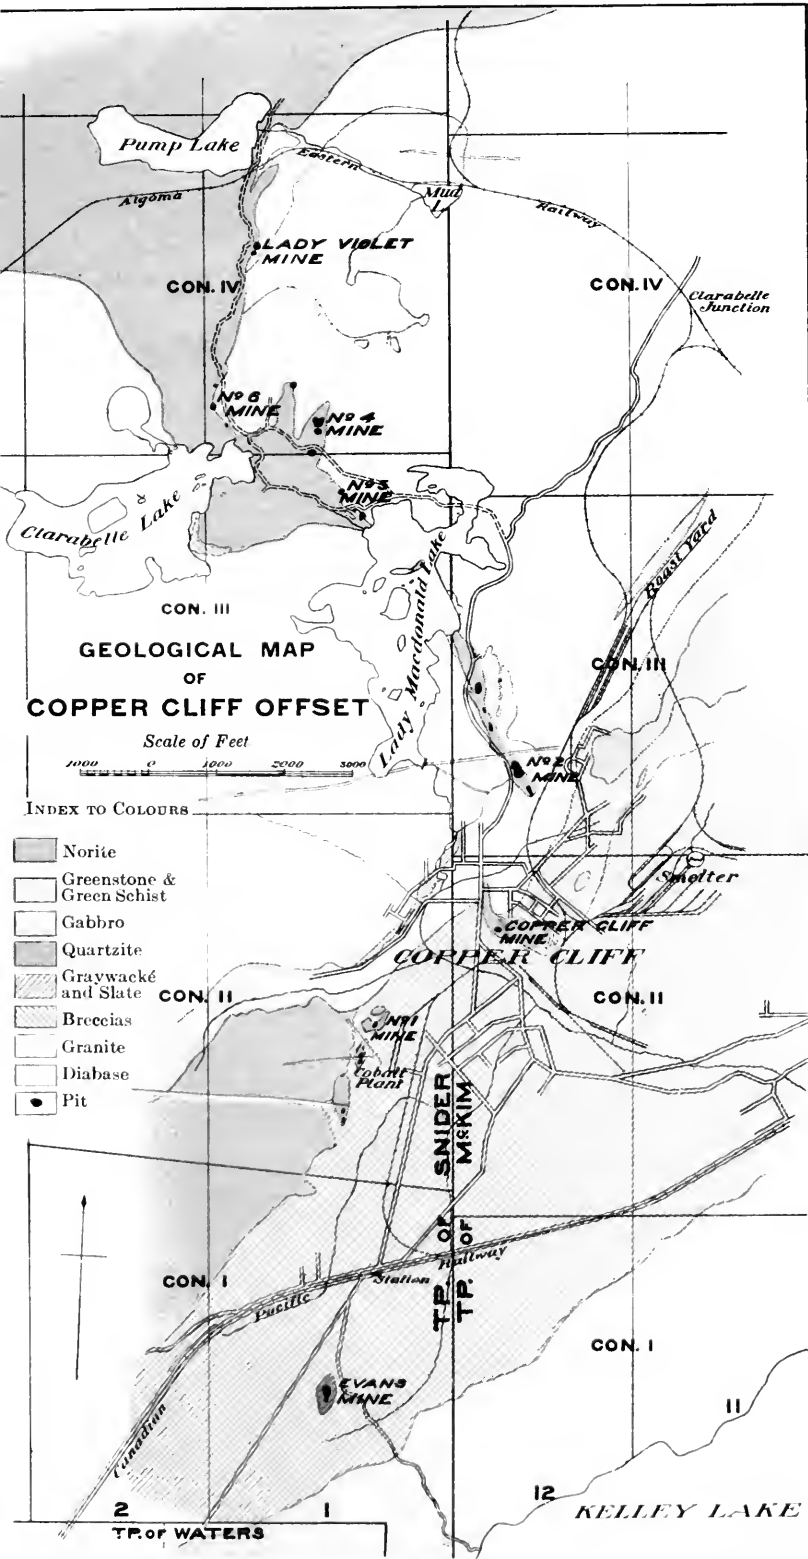 Pump Lake
Algoma
Eastern
Mud
L.
Railway
LADY VIOLET
MINE
CON. IV
CON. IV
Clarabelle
Junction
Nº 6
MINE
Nº 4
MINE
Nº 3
MINE
Clarabelle Lake
Lady Macdonald Lake
Roast Yard
CON. III
CON. III
GEOLOGICAL MAP
OF
COPPER CLIFF OFFSET
Scale of Feet
1000 0 1000 2000 3000
Nº 2
MINE
INDEX TO COLOURS
Norite
Greenstone &
Green Schist
Gabbro
Quartzite
Graywacké
and Slate
Breccias
Granite
Diabase
Pit
C
Smelter
COPPER CLIFF
MINE
COPPER CLIFF
CON. II
CON. II
Nº 1
MINE
Cobalt
Plant
TP. OF SNIDER
TP. OF McKIM
CON. I
Canadian
Pacific
Station
Railway
CON. I
EVANS
MINE
11
12
2
1
KELLEY LAKE
TP. OF WATERS